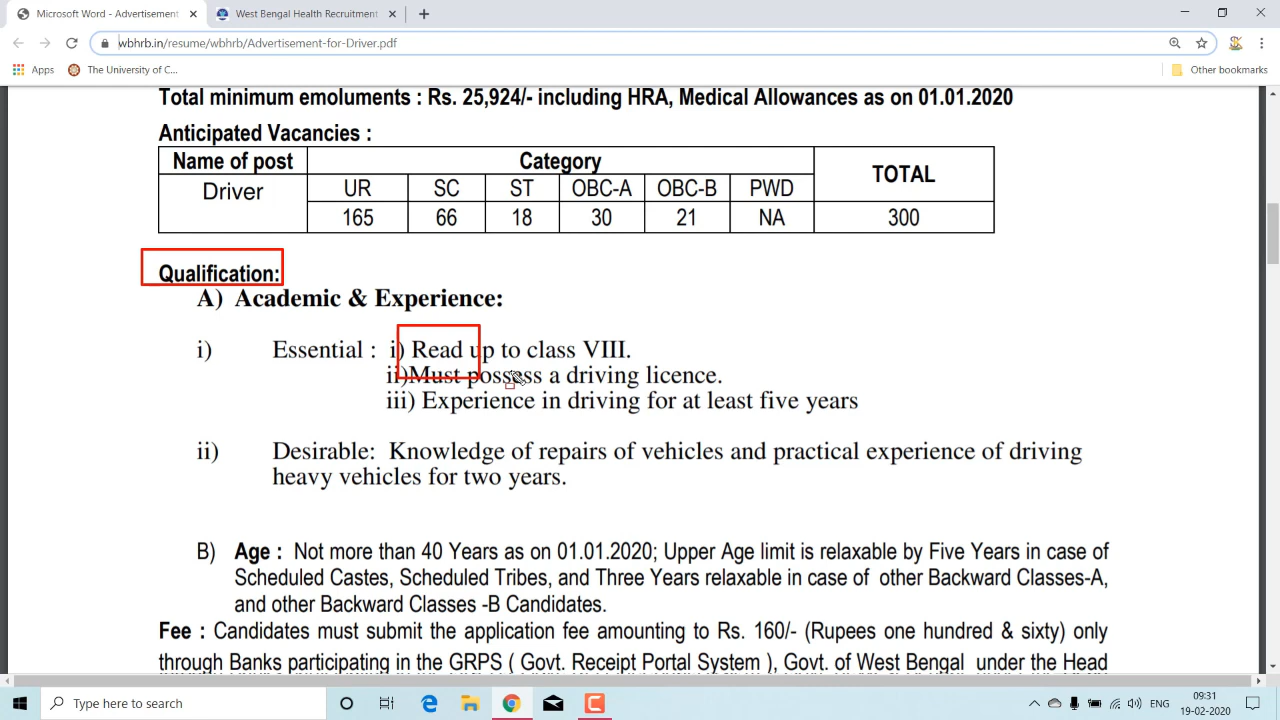 Microsoft Word - Advertisement
West Bengal Health Recruitment
wbhrb.in/resume/wbhrb/Advertisement-for-Driver.pdf
Apps
The University of C...
Other bookmarks
Total minimum emoluments : Rs. 25,924/- including HRA, Medical Allowances as on 01.01.2020
Anticipated Vacancies :
Name of post Category TOTAL
Driver UR SC ST OBC-A OBC-B PWD
165 66 18 30 21 NA 300
Qualification:
A) Academic & Experience:
i) Essential : i) Read up to class VIII.
ii)Must possess a driving licence.
iii) Experience in driving for at least five years
ii) Desirable: Knowledge of repairs of vehicles and practical experience of driving
heavy vehicles for two years.
B) Age : Not more than 40 Years as on 01.01.2020; Upper Age limit is relaxable by Five Years in case of
Scheduled Castes, Scheduled Tribes, and Three Years relaxable in case of other Backward Classes-A,
and other Backward Classes -B Candidates.
Fee : Candidates must submit the application fee amounting to Rs. 160/- (Rupees one hundred & sixty) only
through Banks participating in the GRPS ( Govt. Receipt Portal System ), Govt. of West Bengal under the Head
Type here to search
ENG
09:31
19-02-2020